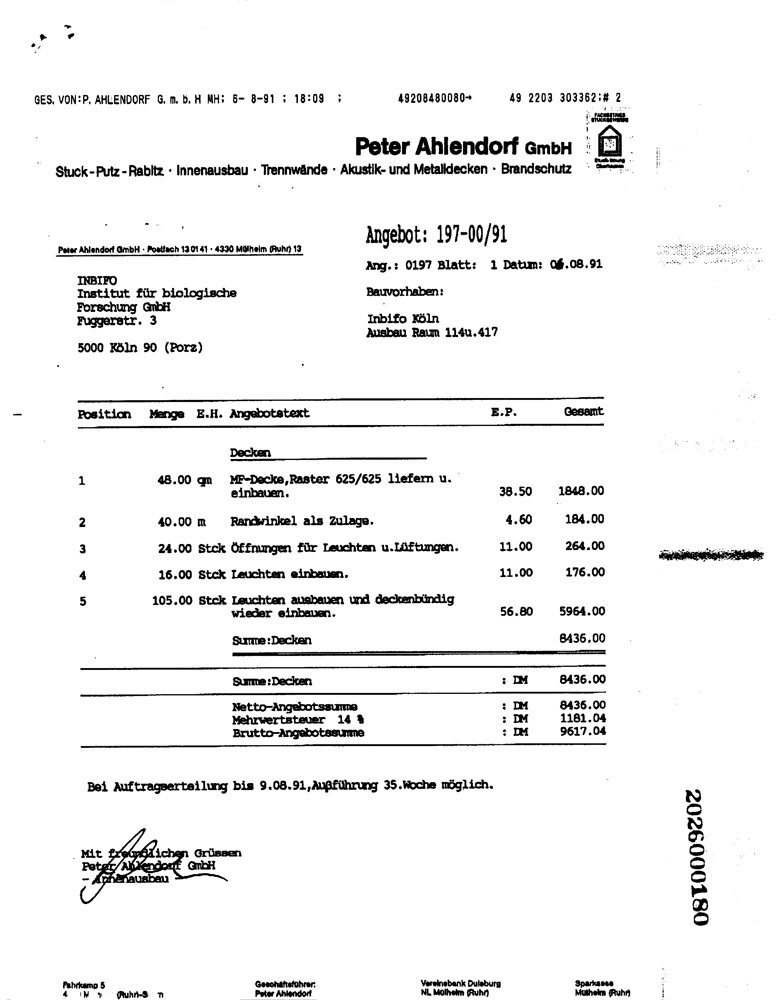 GES. VON:P. AHLENDORF G. m. b. H MH; 6- 8-91 ; 18:09 ; 49208480080→ 49 2203 303362;# 2
FACHBETRIEB
Peter Ahlendorf GmbH
Stuck-Putz-Rabitz · Innenausbau · Trennwände · Akustik- und Metalldecken · Brandschutz
Angebot: 197-00/91
Peter Ahlendorf GmbH · Postfach 13 01 41 · 4330 Mülheim (Ruhr) 13
Ang.: 0197 Blatt: 1 Datum: 06.08.91
INBIFO
Institut für biologische
Forschung GmbH
Fuggerstr. 3
5000 Köln 90 (Porz)
Bauvorhaben:
Inbifo Köln
Ausbau Raum 114u.417
Position Menge E.H. Angebotstext E.P. Gesamt
Decken
1 48.00 qm MF-Decke,Raster 625/625 liefern u.
einbauen. 38.50 1848.00
2 40.00 m Randwinkel als Zulage. 4.60 184.00
3 24.00 Stck Öffnungen für Leuchten u.Lüftungen. 11.00 264.00
4 16.00 Stck Leuchten einbauen. 11.00 176.00
5 105.00 Stck Leuchten ausbauen und deckenbündig
wieder einbauen. 56.80 5964.00
Summe:Decken 8436.00
Summe:Decken : DM 8436.00
Netto-Angebotssumme : DM 8436.00
Mehrwertsteuer 14 % : DM 1181.04
Brutto-Angebotssumme : DM 9617.04
Bei Auftragserteilung bis 9.08.91,Außführung 35.Woche möglich.
Mit freundlichen Grüssen
Peter Ahlendorf GmbH
2026000180
Fahrkamp 5
Geschäftsführer:
Peter Ahlendorf
Vereinsbank Duisburg
NL Mülheim (Ruhr)
Sparkasse
Mülheim (Ruhr)